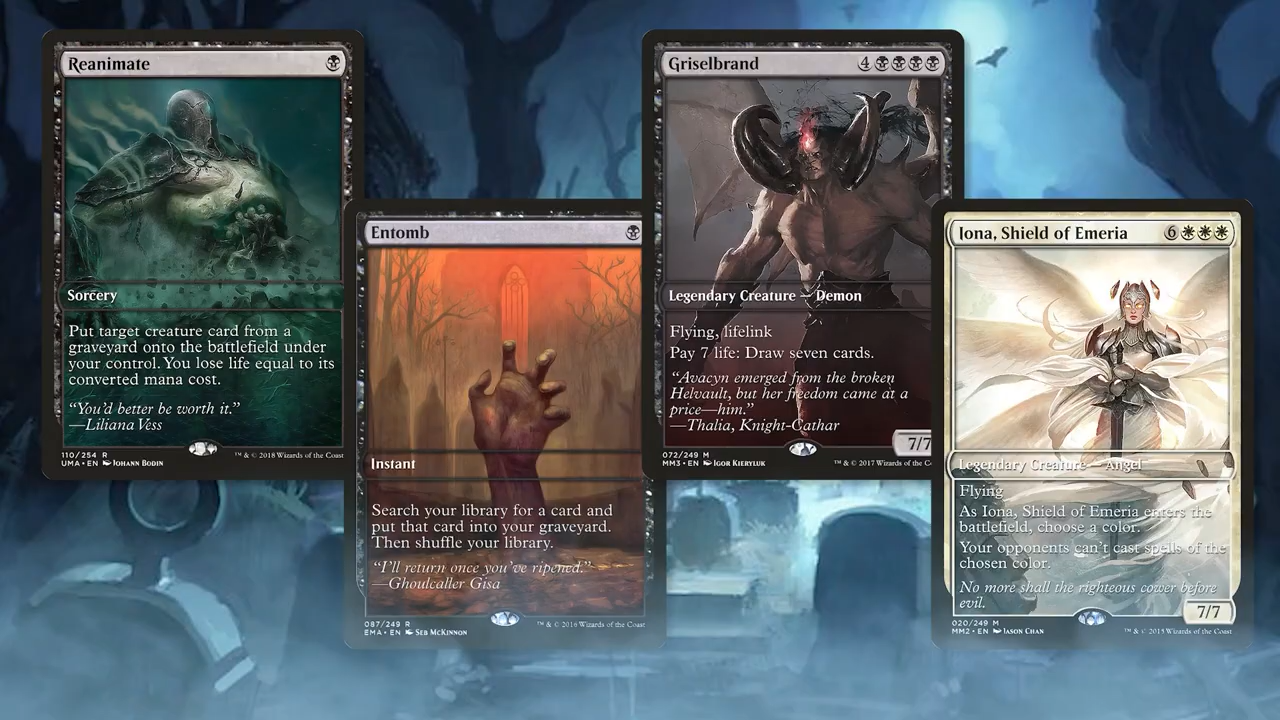 Reanimate
Sorcery
Put target creature card from a
graveyard onto the battlefield under
your control. You lose life equal to its
converted mana cost.
“You’d better be worth it.”
—Liliana Vess
110/254 R
UMA • EN Johann Bodin
™ & © 2018 Wizards of the Coast
Entomb
Instant
Search your library for a card and
put that card into your graveyard.
Then shuffle your library.
“I’ll return once you’ve ripened.”
—Ghoulcaller Gisa
087/249 R
EMA • EN Seb McKinnon
™ & © 2016 Wizards of the Coast
Griselbrand
4
Legendary Creature — Demon
Flying, lifelink
Pay 7 life: Draw seven cards.
“Avacyn emerged from the broken
Helvault, but her freedom came at a
price—him.”
—Thalia, Knight-Cathar
7/7
072/249 M
MM3 • EN Igor Kieryluk
™ & © 2017 Wizards of the C
Iona, Shield of Emeria
6
Legendary Creature — Angel
Flying
As Iona, Shield of Emeria enters the
battlefield, choose a color.
Your opponents can’t cast spells of the
chosen color.
No more shall the righteous cower before
evil.
7/7
020/249 M
MM2 • EN Jason Chan
™ & © 2015 Wizards of the Coast